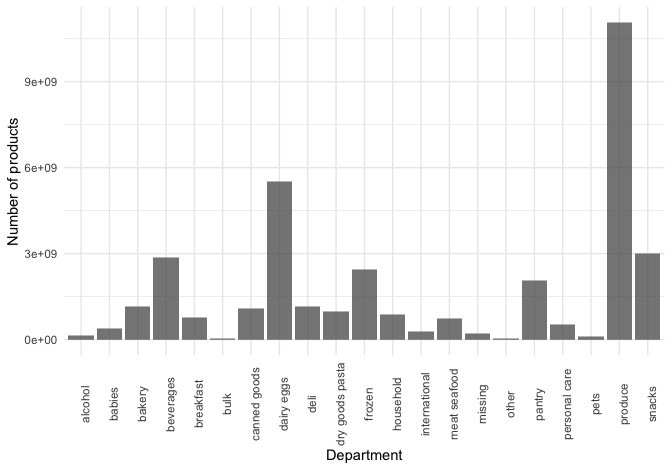 Number of products
9e+09
6e+09
3e+09
0e+00
alcohol
babies
bakery
beverages
breakfast
bulk
canned goods
dairy eggs
deli
dry goods pasta
frozen
household
international
meat seafood
missing
other
pantry
personal care
pets
produce
snacks
Department